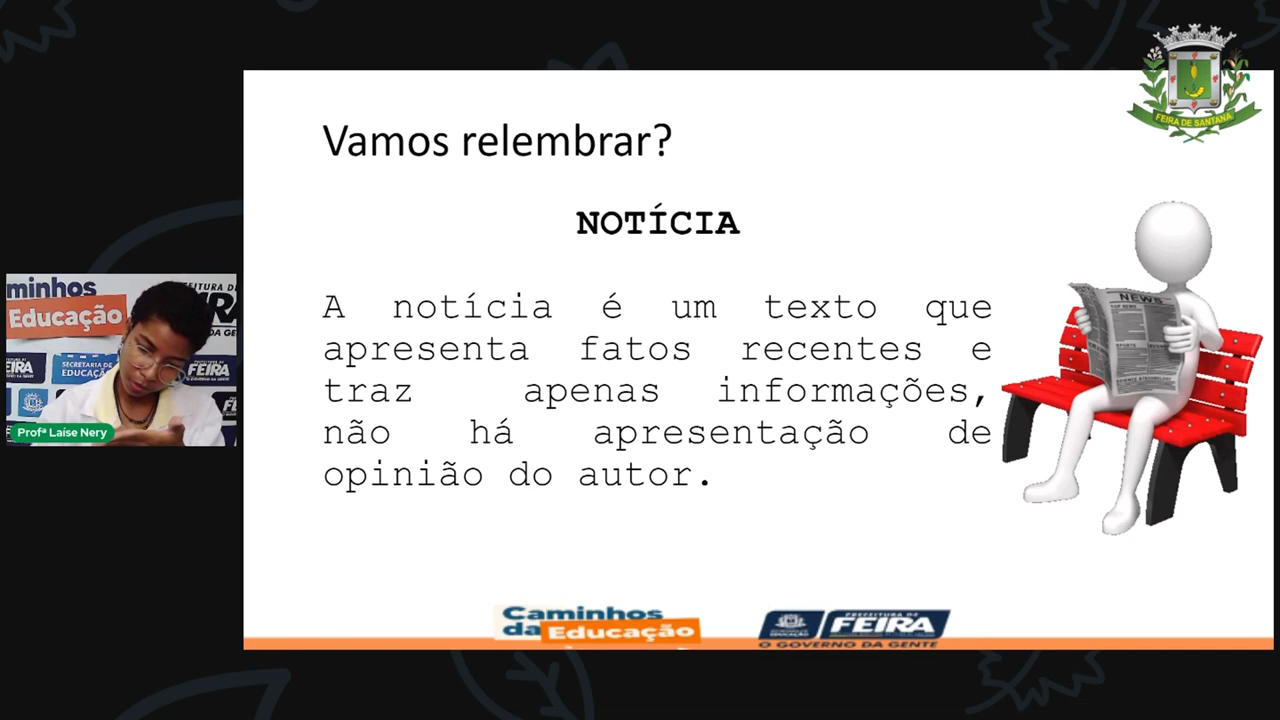 FEIRA DE SANTANA
Vamos relembrar?
NOTÍCIA
A notícia é um texto que
apresenta fatos recentes e
traz apenas informações,
não há apresentação de
opinião do autor.
NEWS
minhos
Educação
FEIRA
SECRETARIA DE
EDUCAÇÃO
FEIRA
Profª Laíse Nery
Caminhos
da Educação
PREFEITURA DE
FEIRA
O GOVERNO DA GENTE